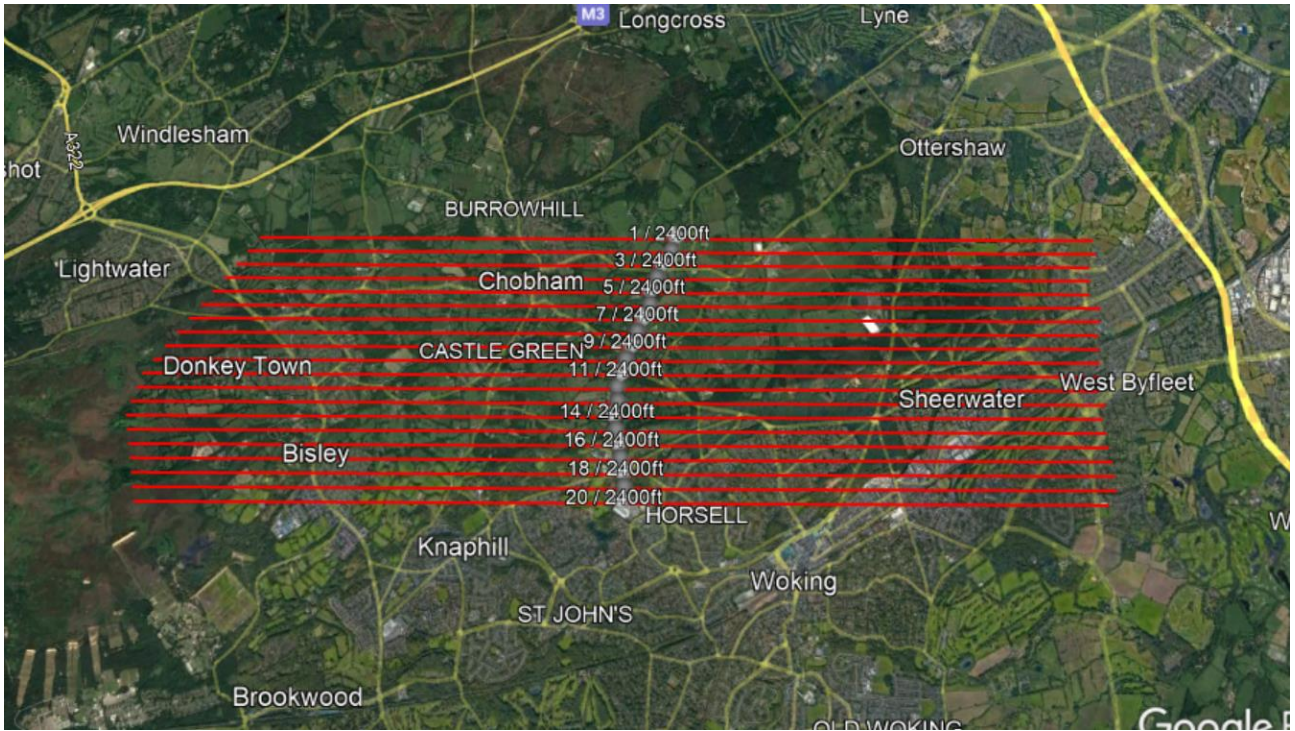 M3
Longcross
Lyne
A322
Windlesham
Ottershaw
shot
BURROWHILL
1 / 2400ft
3 / 2400ft
Lightwater
Chobham
5 / 2400ft
7 / 2400ft
9 / 2400ft
CASTLE GREEN
11 / 2400ft
Donkey Town
West Byfleet
Sheerwater
14 / 2400ft
16 / 2400ft
Bisley
18 / 2400ft
20 / 2400ft
HORSELL
W
Knaphill
Woking
ST JOHN'S
Brookwood
OLD WOKING
Google